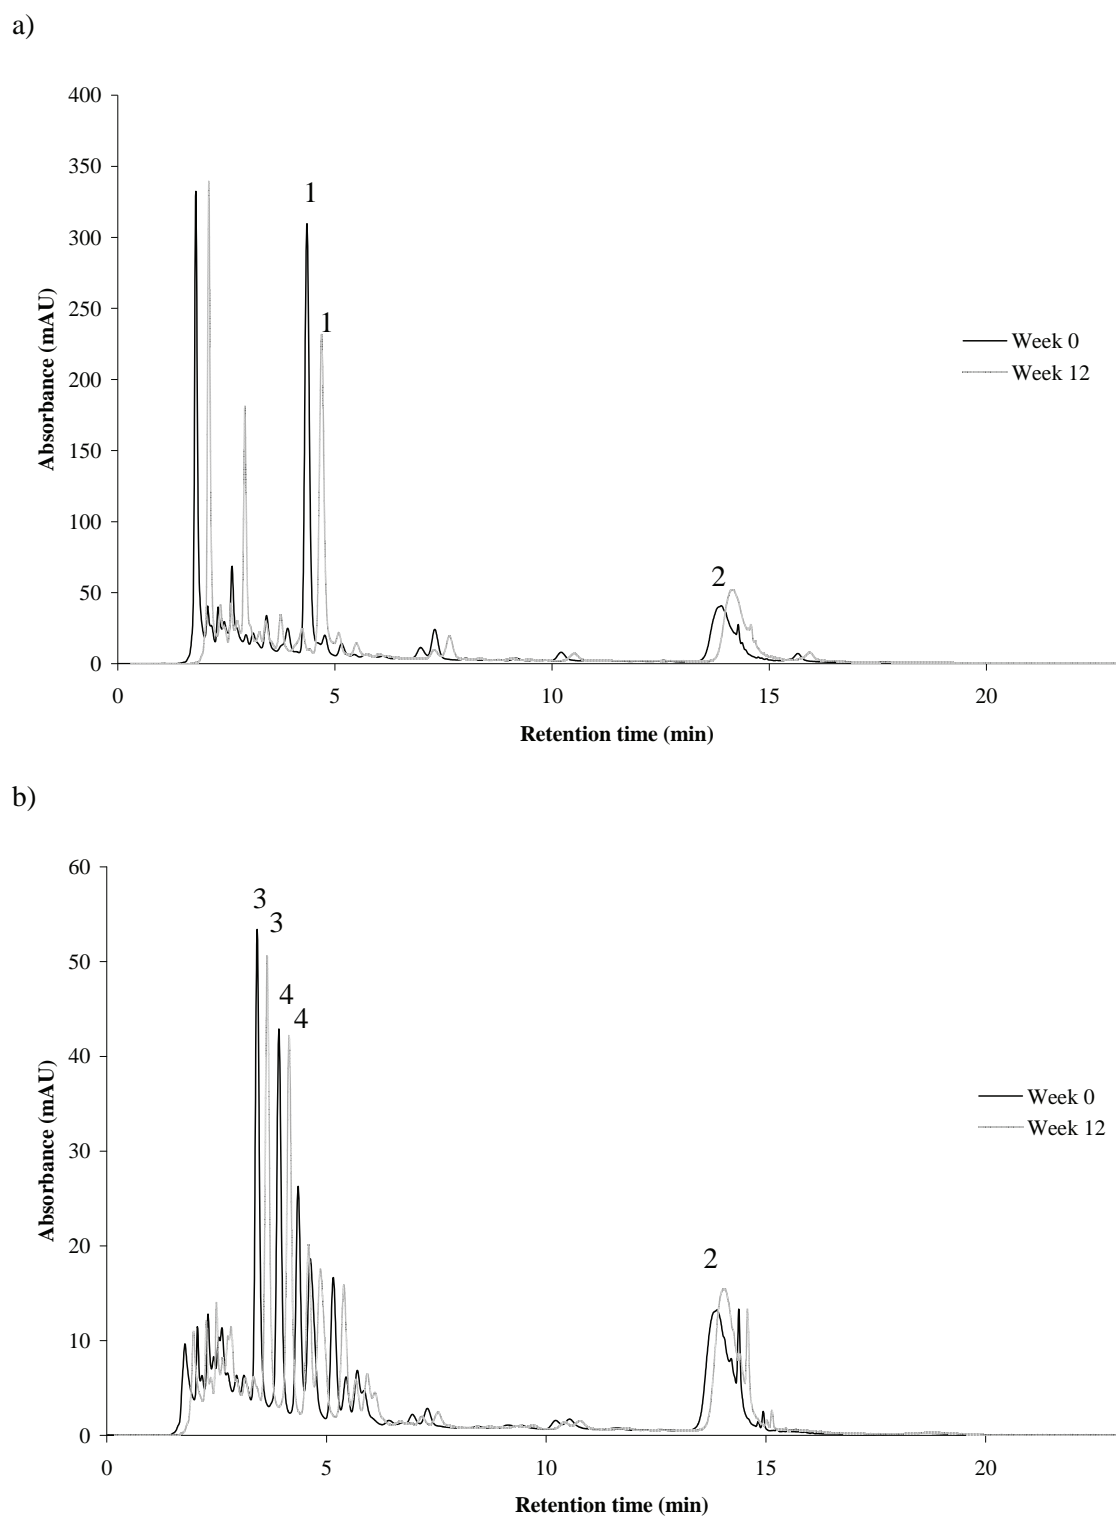 a)
400
350
300
250
200
150
100
50
0
Absorbance (mAU)
1
1
2
Week 0
Week 12
0 5 10 15 20
Retention time (min)
b)
60
50
40
30
20
10
0
Absorbance (mAU)
3
3
4
4
2
Week 0
Week 12
0 5 10 15 20
Retention time (min)